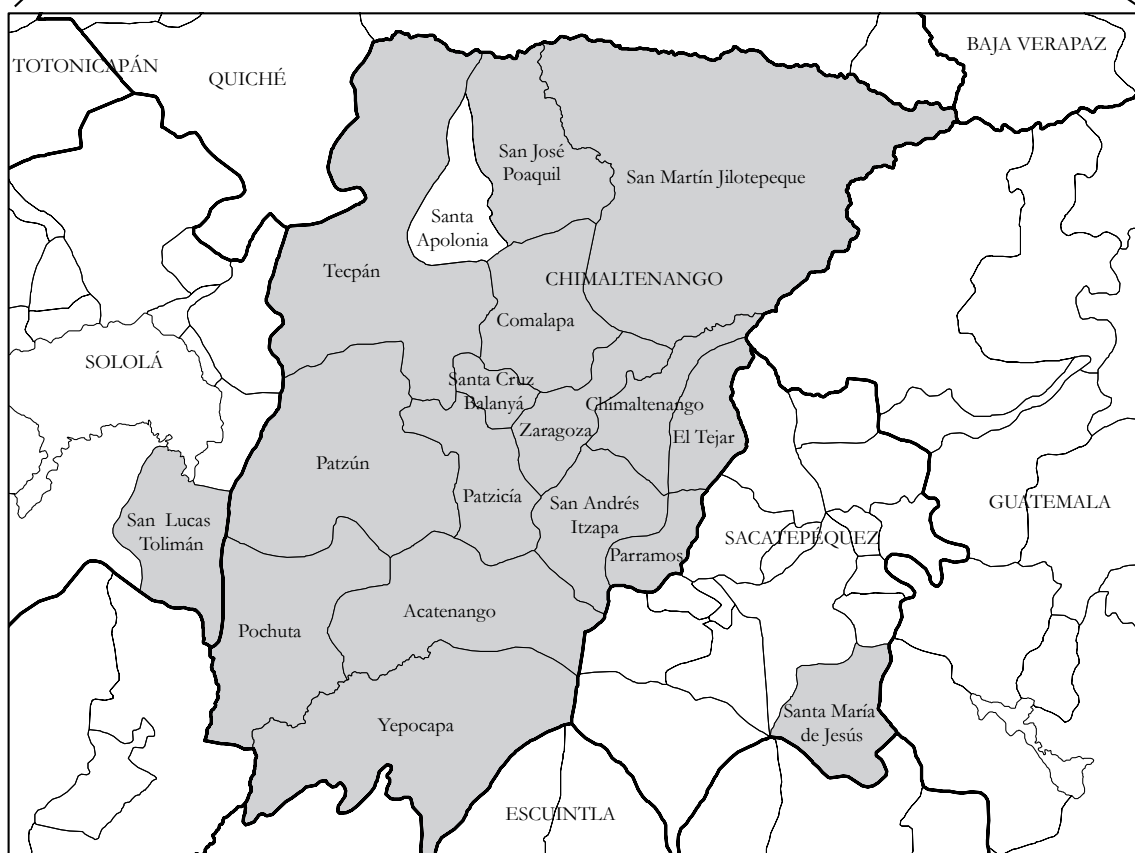 BAJA VERAPAZ
TOTONICAPÁN
QUICHÉ
San José
Poaquil
San Martín Jilotepeque
Santa
Apolonia
Tecpán
CHIMALTENANGO
Comalapa
SOLOLÁ
Santa Cruz
Balanyá
Chimaltenango
Zaragoza
El Tejar
Patzún
Patzicía
San Andrés
Itzapa
GUATEMALA
San Lucas
Tolimán
SACATEPÉQUEZ
Parramos
Acatenango
Pochuta
Santa María
de Jesús
Yepocapa
ESCUINTLA